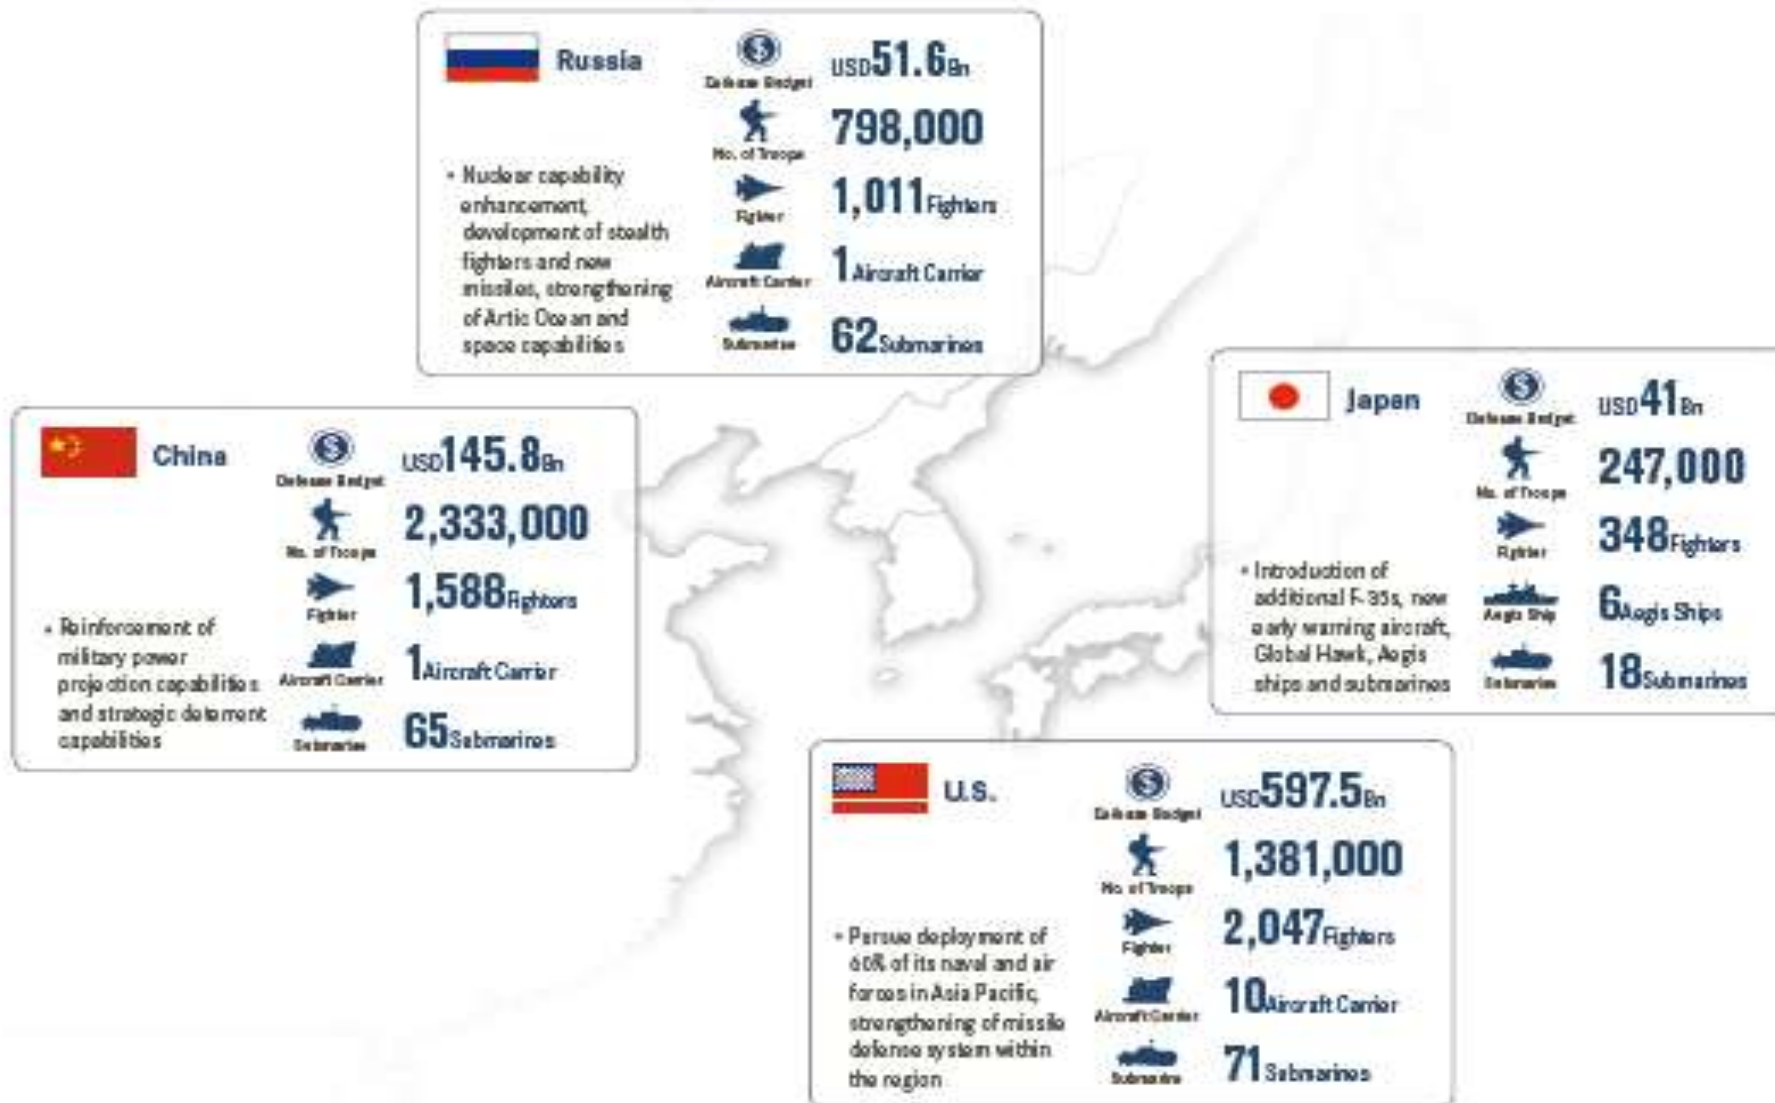 Russia
Defense Budget
USD51.6Bn
No. of Troops
798,000
Fighter
1,011Fighters
Aircraft Carrier
1Aircraft Carrier
Submarine
62Submarines
• Nuclear capability
enhancement,
development of stealth
fighters and new
missiles, strengthening
of Artic Ocean and
space capabilities
China
Defense Budget
USD145.8Bn
No. of Troops
2,333,000
Fighter
1,588Fighters
Aircraft Carrier
1Aircraft Carrier
Submarine
65Submarines
• Reinforcement of
military power
projection capabilities
and strategic deterrent
capabilities
Japan
Defense Budget
USD41Bn
No. of Troops
247,000
Fighter
348Fighters
Aegis Ship
6Aegis Ships
Submarine
18Submarines
• Introduction of
additional F-35s, new
early warning aircraft,
Global Hawk, Aegis
ships and submarines
U.S.
Defense Budget
USD597.5Bn
No. of Troops
1,381,000
Fighter
2,047Fighters
Aircraft Carrier
10Aircraft Carrier
Submarine
71Submarines
• Persue deployment of
60% of its naval and air
forces in Asia Pacific,
strengthening of missile
defense system within
the region